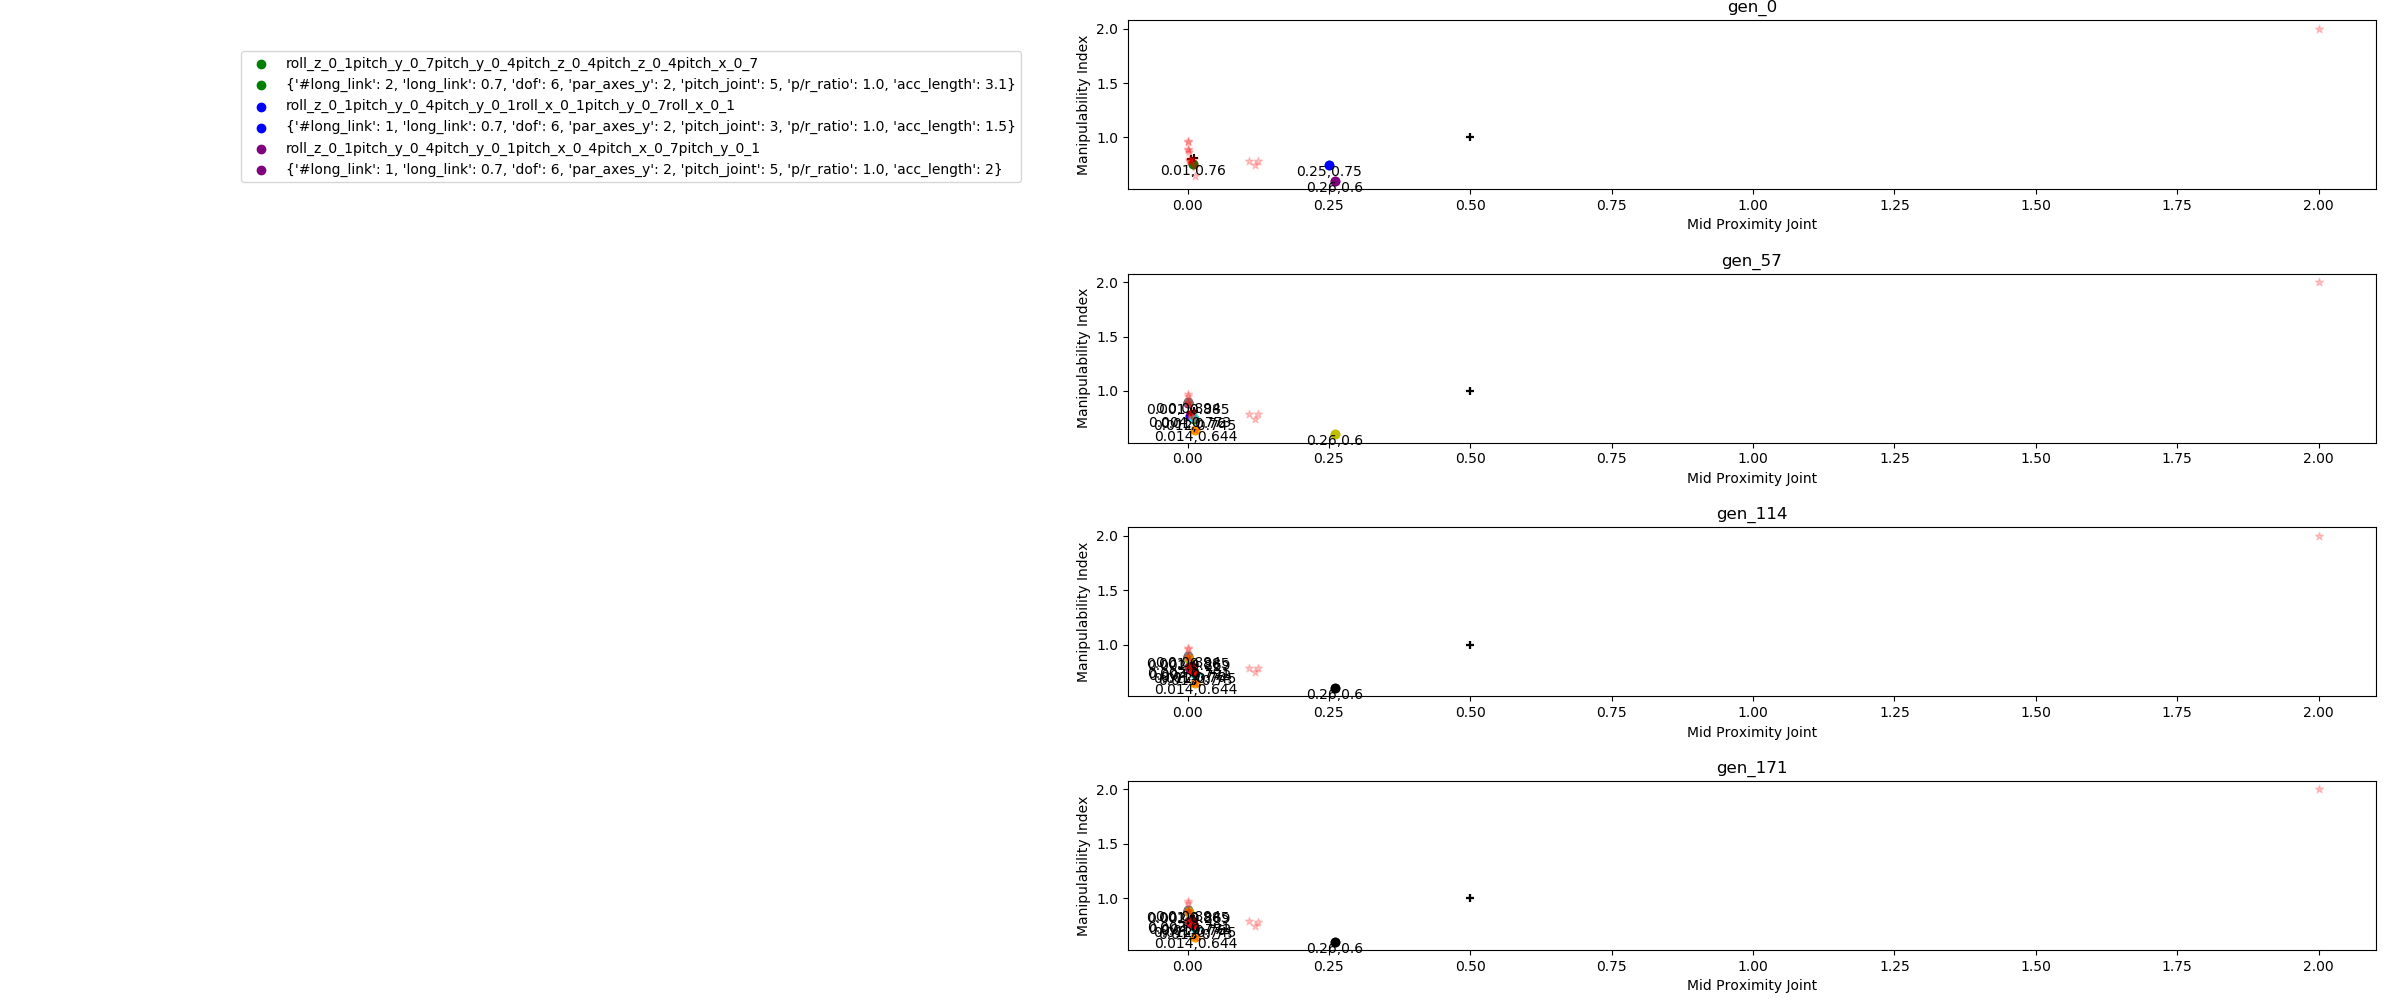 roll_z_0_1pitch_y_0_7pitch_y_0_4pitch_z_0_4pitch_z_0_4pitch_x_0_7
{'#long_link': 2, 'long_link': 0.7, 'dof': 6, 'par_axes_y': 2, 'pitch_joint': 5, 'p/r_ratio': 1.0, 'acc_length': 3.1}
roll_z_0_1pitch_y_0_4pitch_y_0_1roll_x_0_1pitch_y_0_7roll_x_0_1
{'#long_link': 1, 'long_link': 0.7, 'dof': 6, 'par_axes_y': 2, 'pitch_joint': 3, 'p/r_ratio': 1.0, 'acc_length': 1.5}
roll_z_0_1pitch_y_0_4pitch_y_0_1pitch_x_0_4pitch_x_0_7pitch_y_0_1
{'#long_link': 1, 'long_link': 0.7, 'dof': 6, 'par_axes_y': 2, 'pitch_joint': 5, 'p/r_ratio': 1.0, 'acc_length': 2}
gen_0
Manipulability Index
2.0
1.5
1.0
0.01,0.76
0.25,0.75
0.26,0.6
0.00 0.25 0.50 0.75 1.00 1.25 1.50 1.75 2.00
Mid Proximity Joint
gen_57
Manipulability Index
2.0
1.5
1.0
0.014,0.644
0.26,0.6
0.00 0.25 0.50 0.75 1.00 1.25 1.50 1.75 2.00
Mid Proximity Joint
gen_114
Manipulability Index
2.0
1.5
1.0
0.014,0.644
0.26,0.6
0.00 0.25 0.50 0.75 1.00 1.25 1.50 1.75 2.00
Mid Proximity Joint
gen_171
Manipulability Index
2.0
1.5
1.0
0.014,0.644
0.26,0.6
0.00 0.25 0.50 0.75 1.00 1.25 1.50 1.75 2.00
Mid Proximity Joint